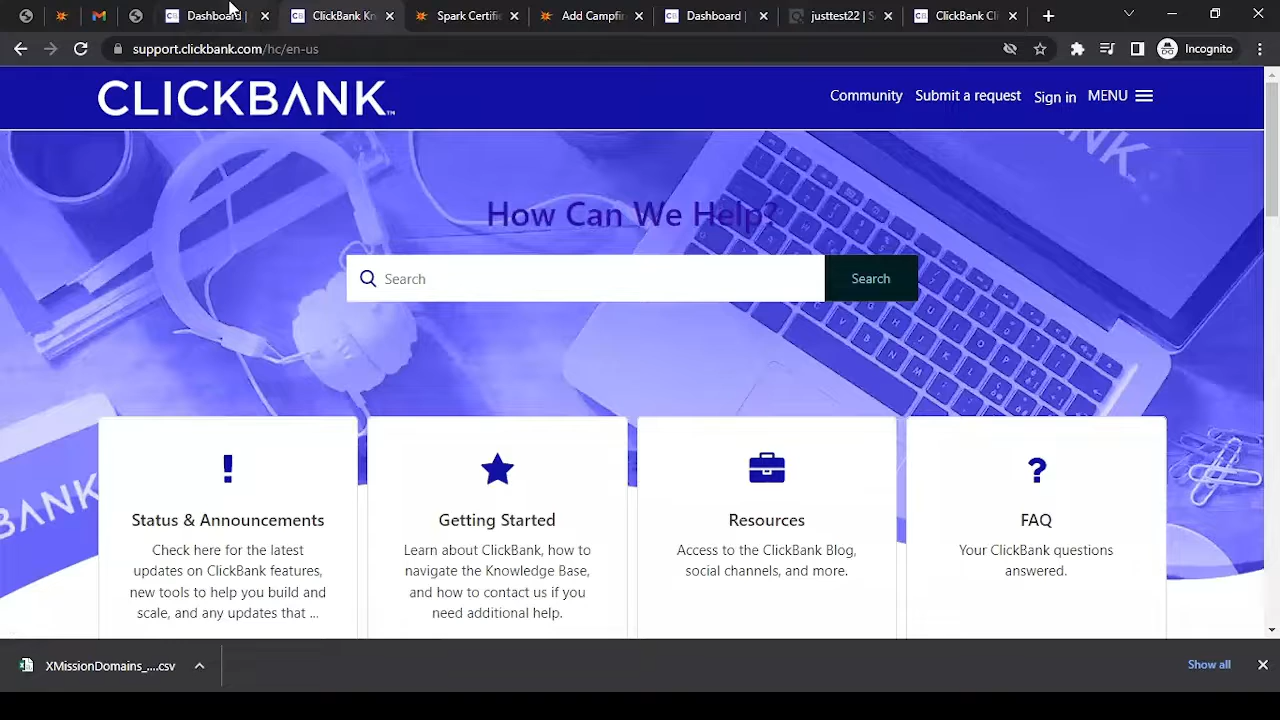 Dashboard |
ClickBank Kn
Spark Certific
Add Campfir
Dashboard |
justtest22 | S
ClickBank Cli
support.clickbank.com/hc/en-us
Incognito
CLICKBANK™
Community
Submit a request
Sign in
MENU
How Can We Help?
Search
Search
Status & Announcements
Check here for the latest
updates on ClickBank features,
new tools to help you build and
scale, and any updates that ...
Getting Started
Learn about ClickBank, how to
navigate the Knowledge Base,
and how to contact us if you
need additional help.
Resources
Access to the ClickBank Blog,
social channels, and more.
FAQ
Your ClickBank questions
answered.
XMissionDomains_....csv
Show all